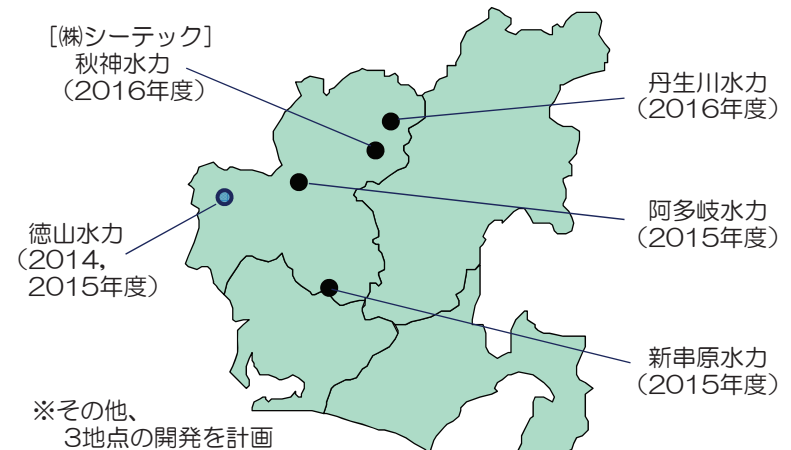 [㈱シーテック]
秋神水力
（2016年度）
丹生川水力
（2016年度）
阿多岐水力
（2015年度）
徳山水力
（2014,
2015年度）
新串原水力
（2015年度）
※その他、
3地点の開発を計画